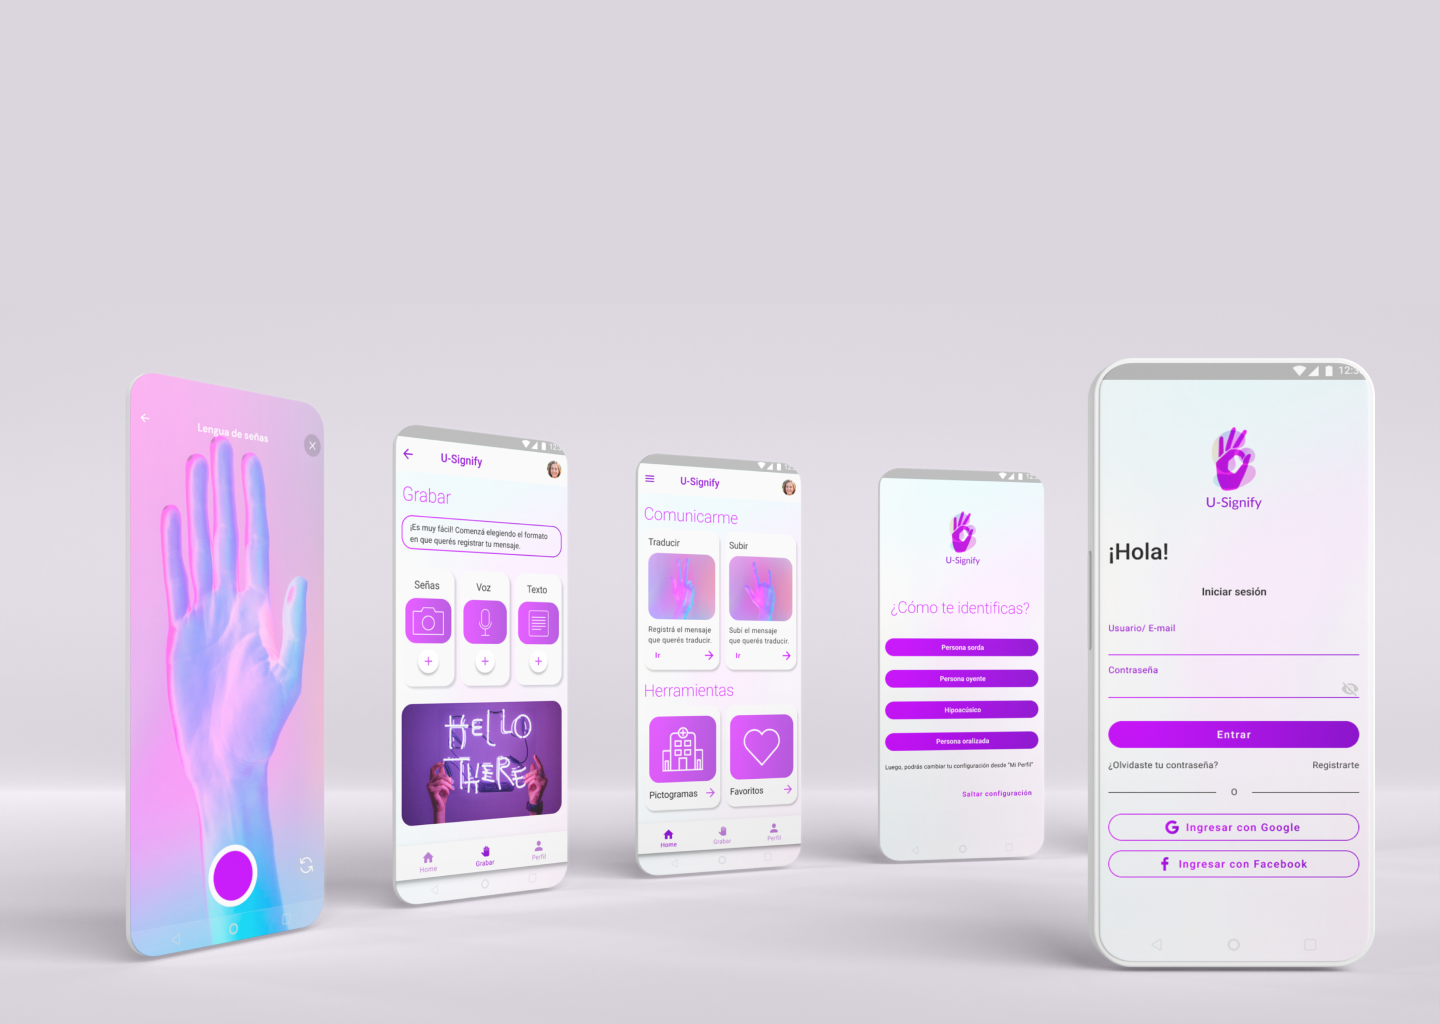 Lengua de señas
U-Signify
Grabar
¡Es muy fácil! Comenzá elegiendo el formato
en que querés registrar tu mensaje.
Señas
Voz
Texto
HELLO
THERE
Home
Grabar
Perfil
U-Signify
Comunicarme
Traducir
Subir
Registrá el mensaje
que querés traducir.
Subí el mensaje
que querés traducir.
Ir
Ir
Herramientas
Pictogramas
Favoritos
Home
Grabar
Perfil
U-Signify
¿Cómo te identificas?
Persona sorda
Persona oyente
Hipoacúsico
Persona oralizada
Luego, podrás cambiar tu configuración desde "Mi Perfil"
Saltar configuración
U-Signify
¡Hola!
Iniciar sesión
Usuario/ E-mail
Contraseña
Entrar
¿Olvidaste tu contraseña?
Registrarte
O
Ingresar con Google
Ingresar con Facebook